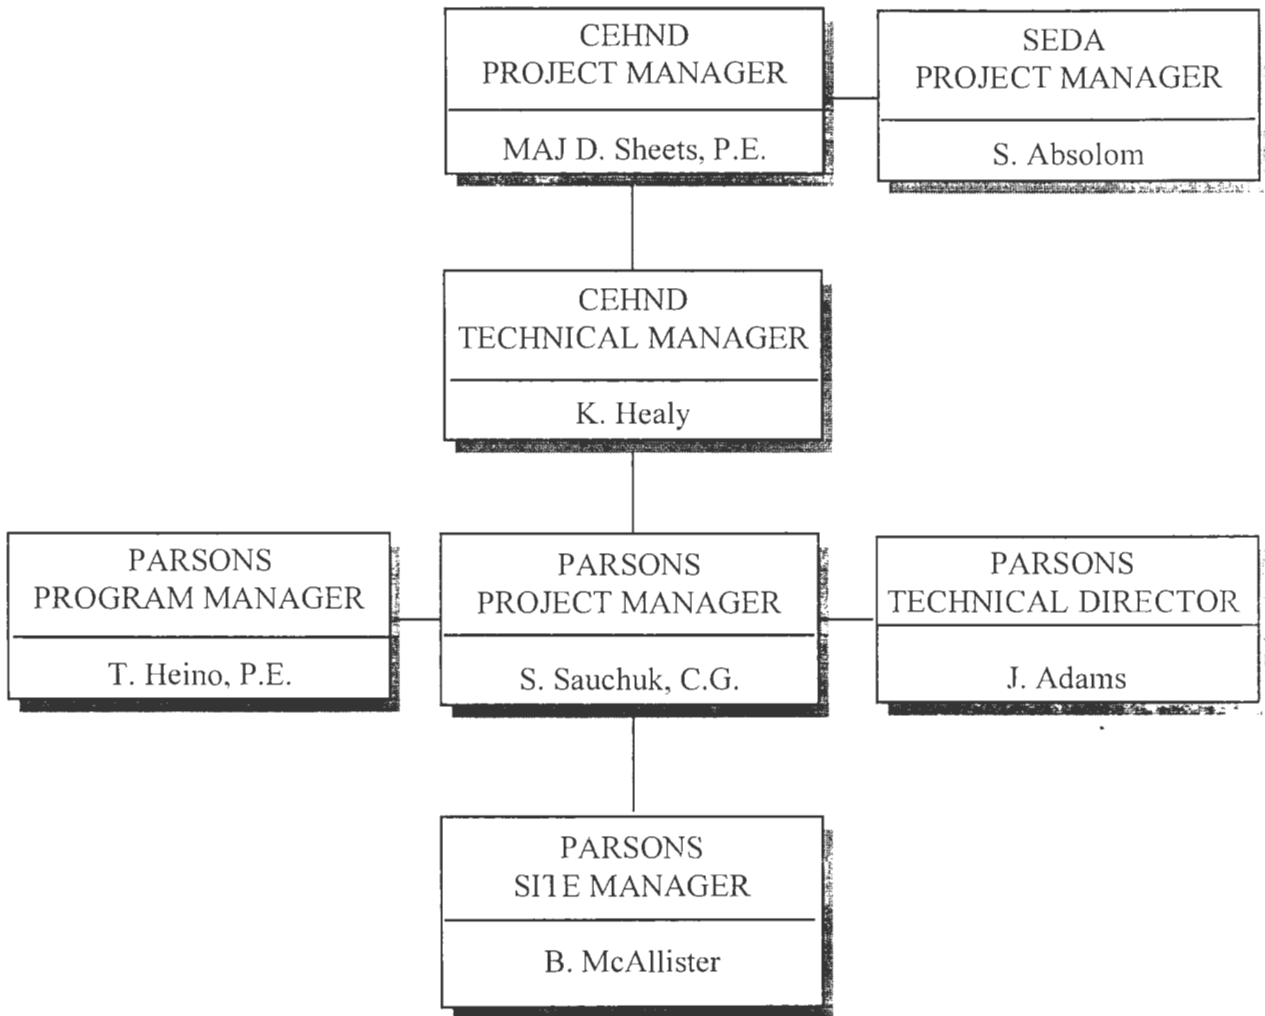 CEHND
PROJECT MANAGER
MAJ D. Sheets, P.E.
SEDA
PROJECT MANAGER
S. Absolom
CEHND
TECHNICAL MANAGER
K. Healy
PARSONS
PROGRAM MANAGER
T. Heino, P.E.
PARSONS
PROJECT MANAGER
S. Sauchuk, C.G.
PARSONS
TECHNICAL DIRECTOR
J. Adams
PARSONS
SITE MANAGER
B. McAllister